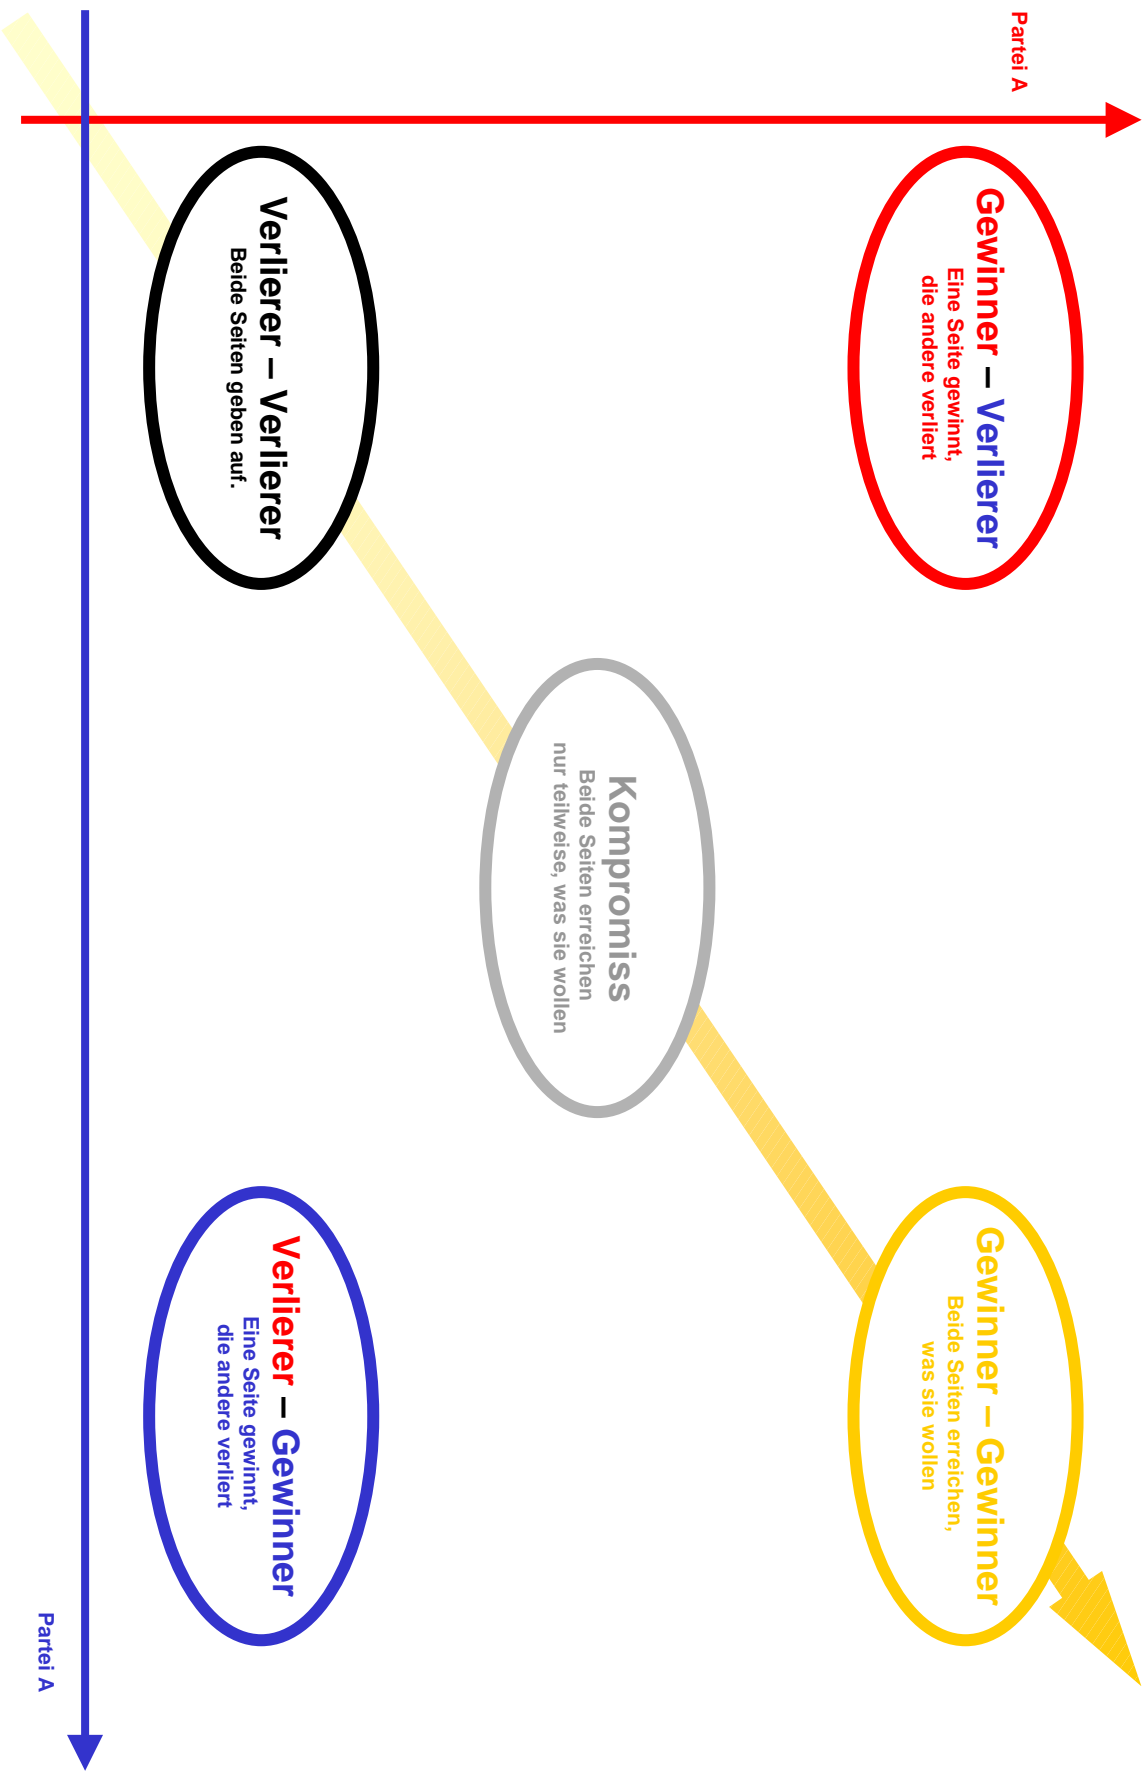 Partei A
Gewinner – Verlierer
Eine Seite gewinnt,
die andere verliert
Gewinner – Gewinner
Beide Seiten erreichen,
was sie wollen
Kompromiss
Beide Seiten erreichen
nur teilweise, was sie wollen
Verlierer – Verlierer
Beide Seiten geben auf.
Verlierer – Gewinner
Eine Seite gewinnt,
die andere verliert
Partei A